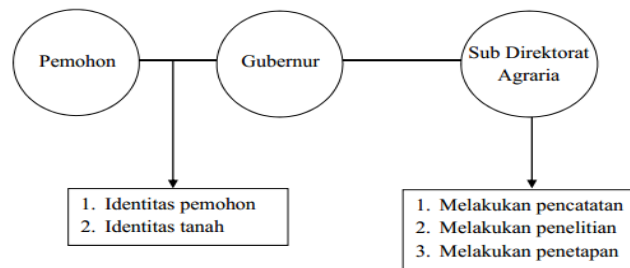 Pemohon
Gubernur
Sub Direktorat
Agraria
1. Identitas pemohon
2. Identitas tanah
1. Melakukan pencatatan
2. Melakukan penelitian
3. Melakukan penetapan